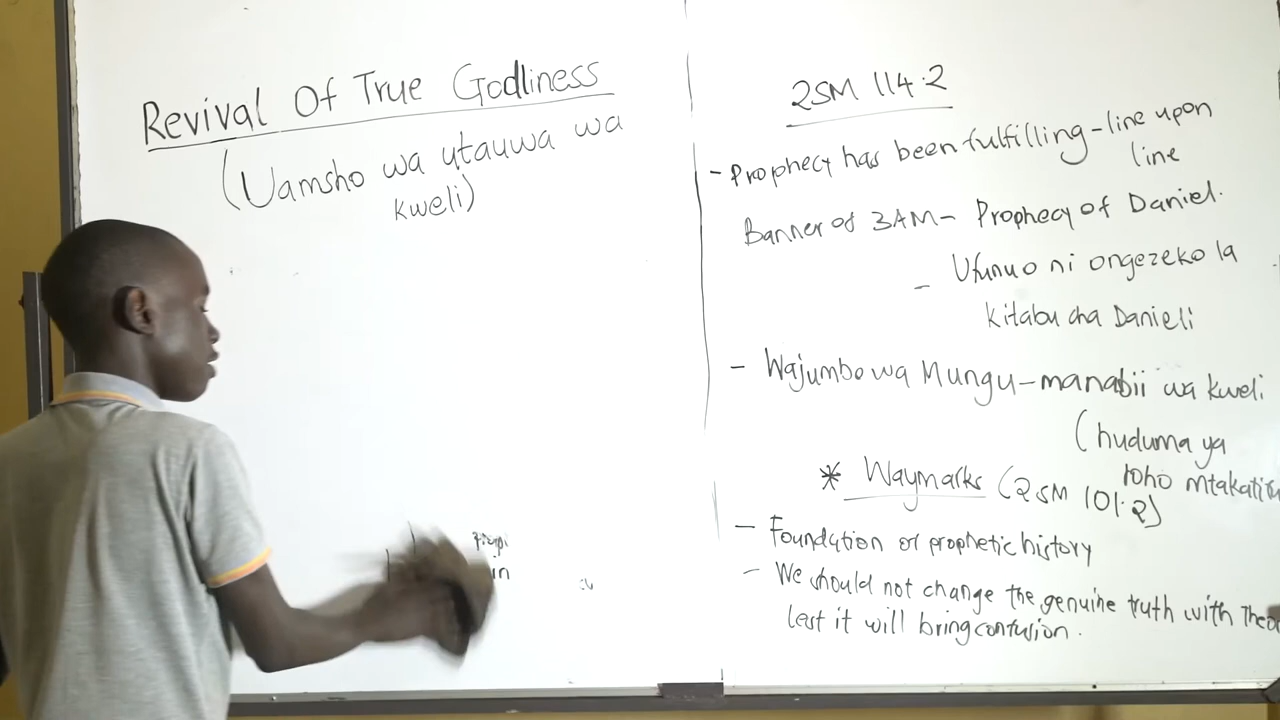 Revival Of True Godliness
(Uamsho wa utauwa wa
kweli)
in
2SM 114.2
- Prophecy has been fulfilling - line upon
line
Banner of 3AM - Prophecy of Daniel.
- Ufunuo ni ongezeko la
kitabu cha Danieli
- Wajumbe wa Mungu - manabii wa kweli
(huduma ya
roho mtakatifu
* Waymarks (2SM 101.2)
- Foundation of prophetic history
- We should not change the genuine truth with
lest it will bring confusion.